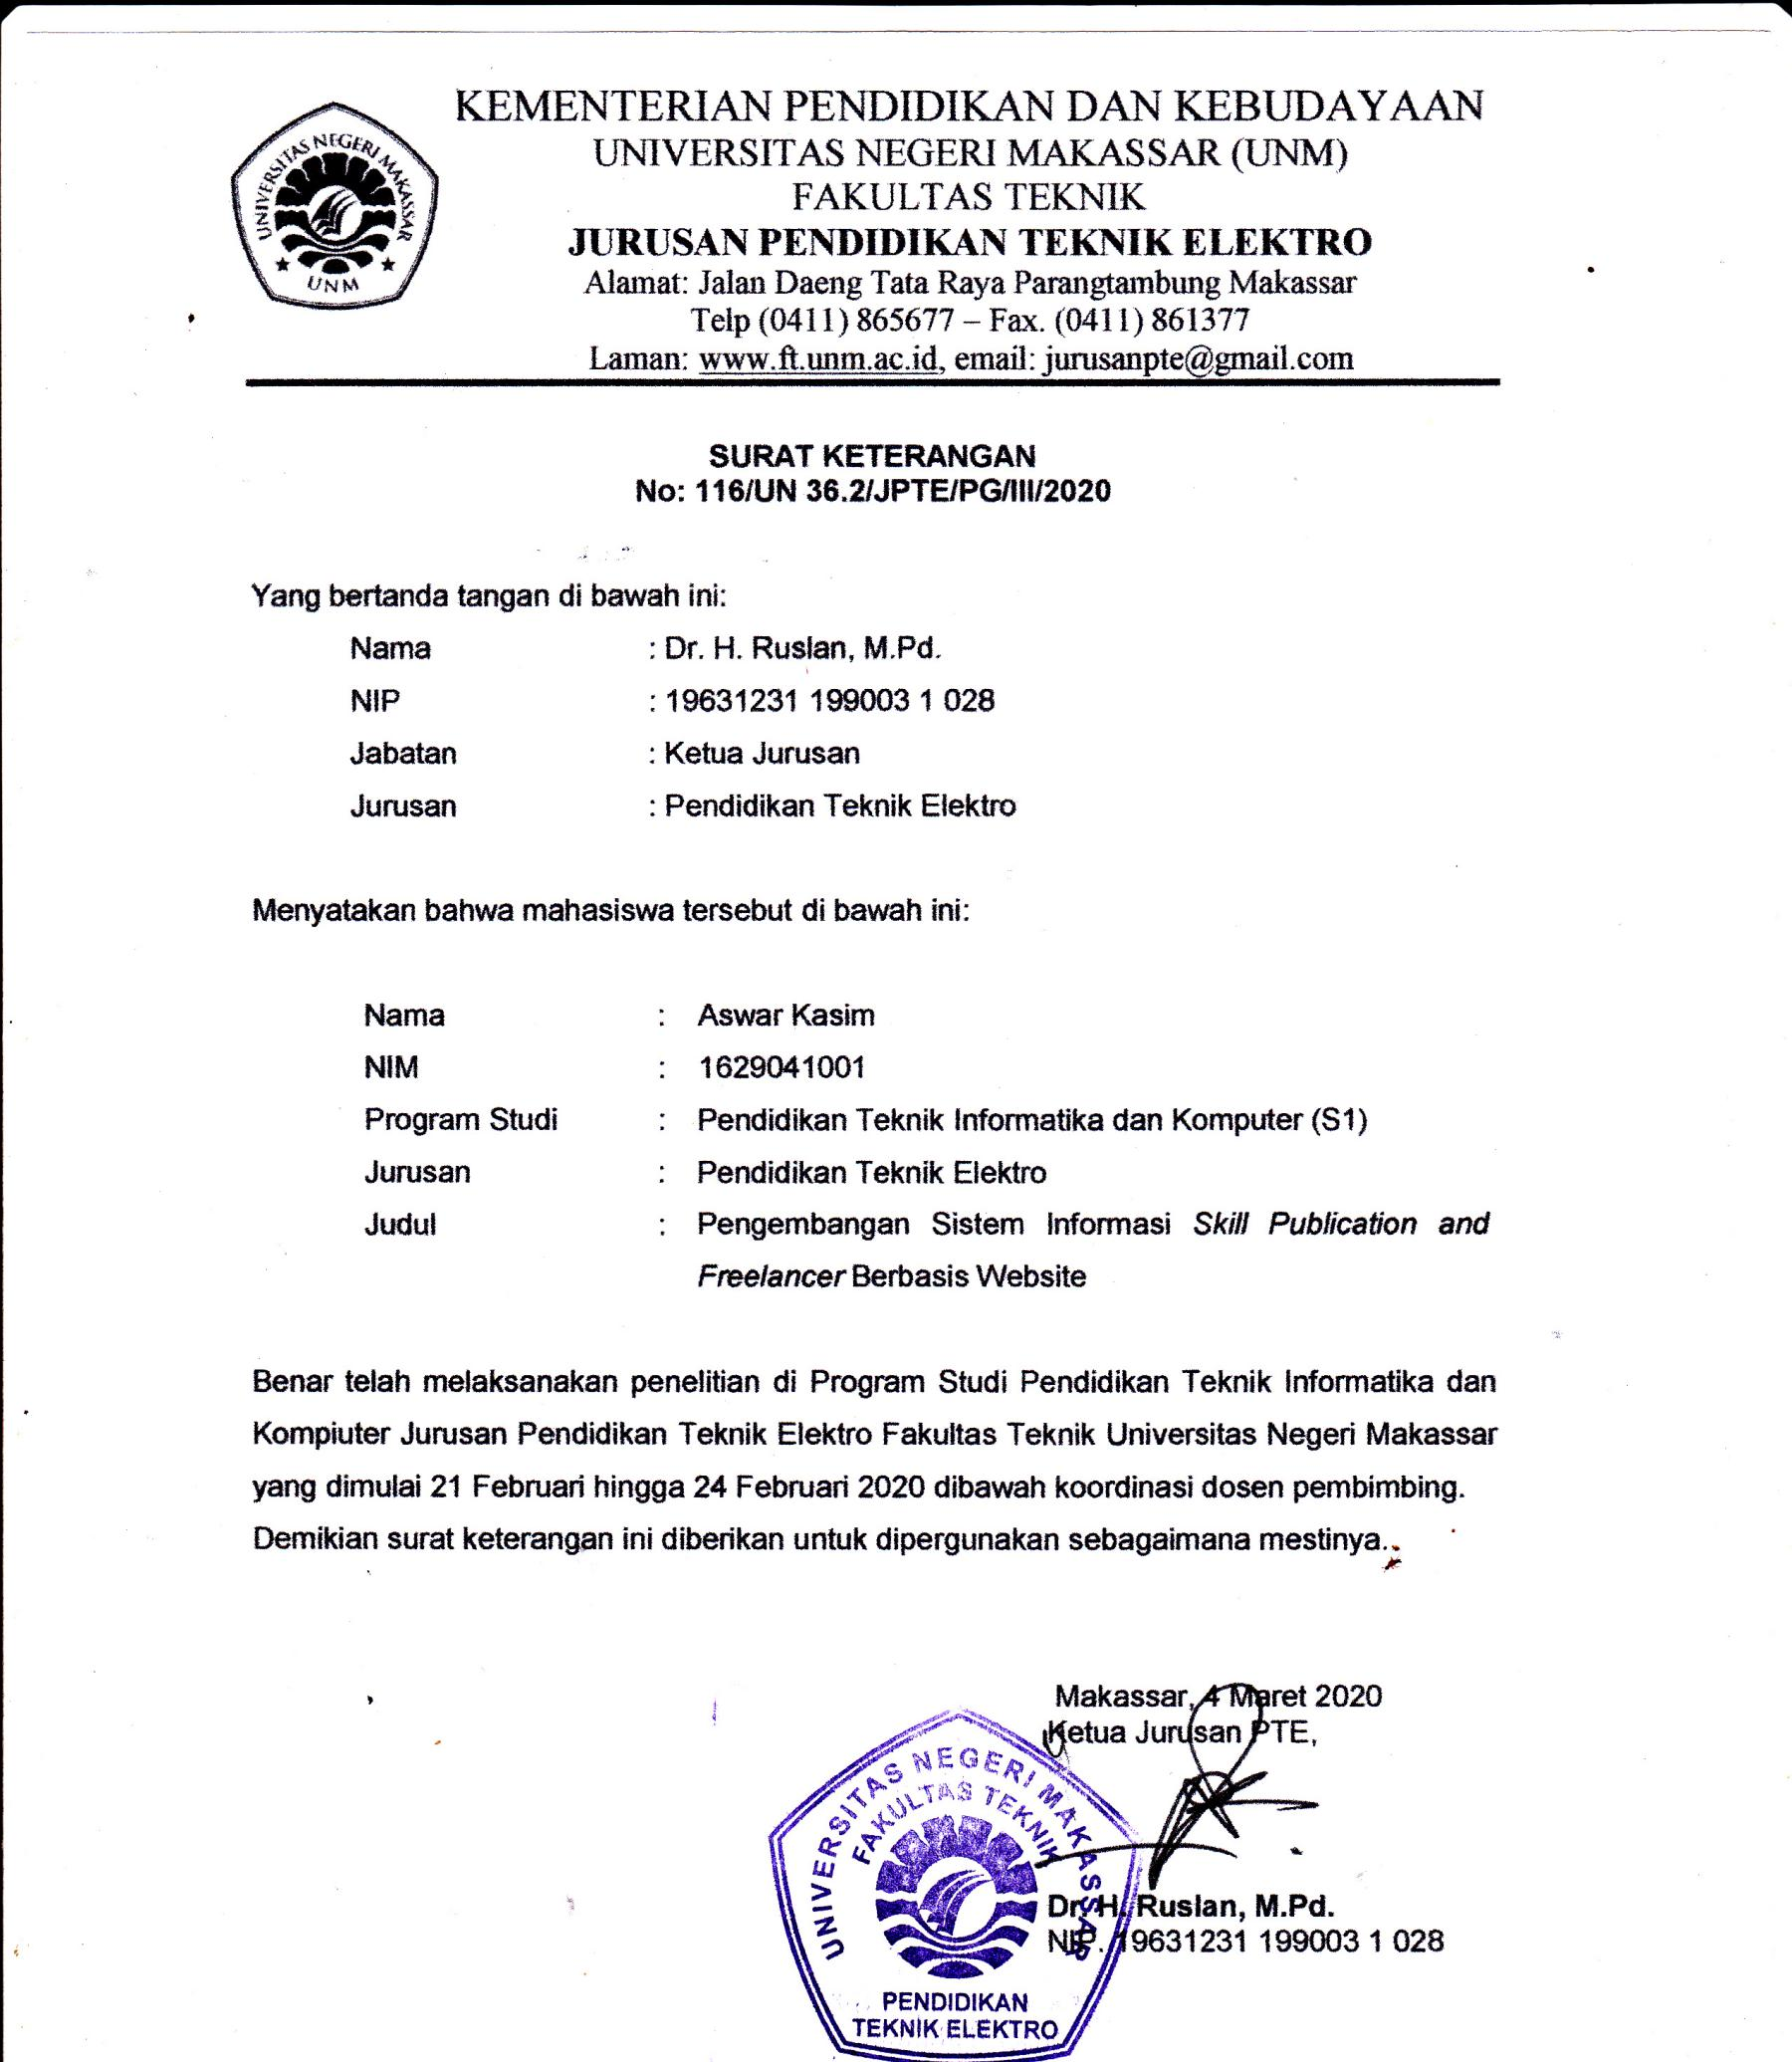 UNIVERSITAS NEGERI MAKASSAR
UNM
KEMENTERIAN PENDIDIKAN DAN KEBUDAYAAN
UNIVERSITAS NEGERI MAKASSAR (UNM)
FAKULTAS TEKNIK
JURUSAN PENDIDIKAN TEKNIK ELEKTRO
Alamat: Jalan Daeng Tata Raya Parangtambung Makassar
Telp (0411) 865677 – Fax. (0411) 861377
Laman: www.ft.unm.ac.id, email: jurusanpte@gmail.com
SURAT KETERANGAN
No: 116/UN 36.2/JPTE/PG/III/2020
Yang bertanda tangan di bawah ini:
Nama : Dr. H. Ruslan, M.Pd.
NIP : 19631231 199003 1 028
Jabatan : Ketua Jurusan
Jurusan : Pendidikan Teknik Elektro
Menyatakan bahwa mahasiswa tersebut di bawah ini:
Nama : Aswar Kasim
NIM : 1629041001
Program Studi : Pendidikan Teknik Informatika dan Komputer (S1)
Jurusan : Pendidikan Teknik Elektro
Judul : Pengembangan Sistem Informasi Skill Publication and
Freelancer Berbasis Website
Benar telah melaksanakan penelitian di Program Studi Pendidikan Teknik Informatika dan
Kompiuter Jurusan Pendidikan Teknik Elektro Fakultas Teknik Universitas Negeri Makassar
yang dimulai 21 Februari hingga 24 Februari 2020 dibawah koordinasi dosen pembimbing.
Demikian surat keterangan ini diberikan untuk dipergunakan sebagaimana mestinya..
Makassar, 4 Maret 2020
Ketua Jurusan PTE,
UNIVERSITAS NEGERI MAKASSAR
FAKULTAS TEKNIK
Dr. H. Ruslan, M.Pd.
NIP. 19631231 199003 1 028
PENDIDIKAN
TEKNIK ELEKTRO